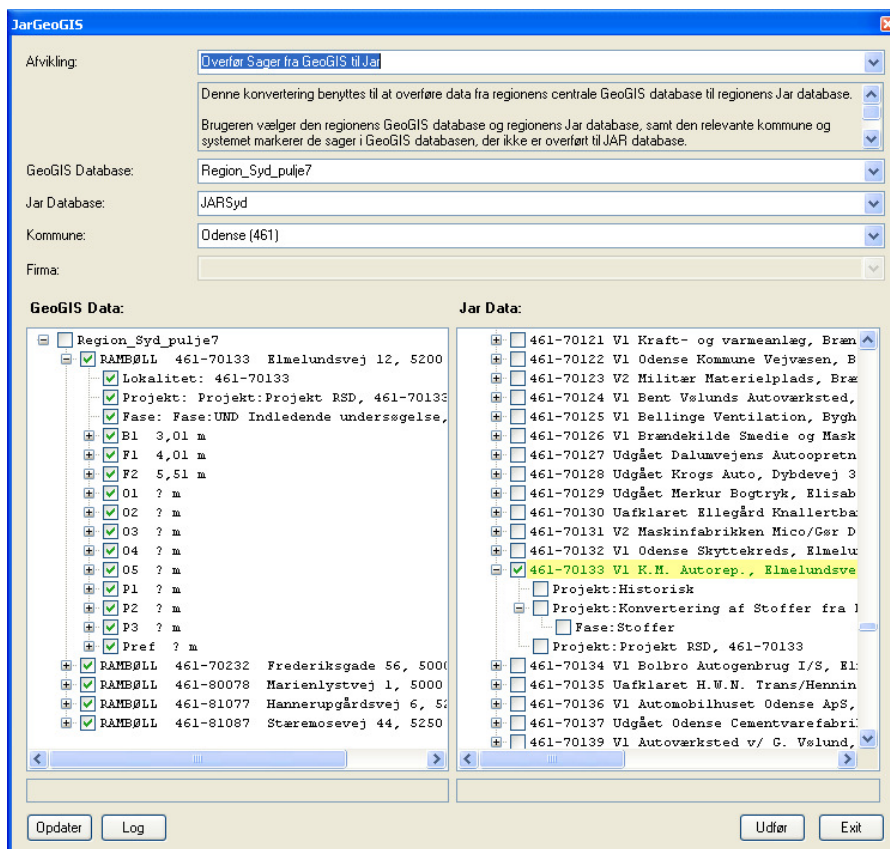 JarGeoGIS
Afvikling:
Overfør Sager fra GeoGIS til Jar
Denne konvertering benyttes til at overføre data fra regionens centrale GeoGIS database til regionens Jar database.
Brugeren vælger den regionens GeoGIS database og regionens Jar database, samt den relevante kommune og
systemet markerer de sager i GeoGIS databasen, der ikke er overført til JAR database.
GeoGIS Database:
Region_Syd_pulje7
Jar Database:
JARSyd
Kommune:
Odense (461)
Firma:
GeoGIS Data:
Region_Syd_pulje7
RAMBØLL 461-70133 Elmelundsvej 12, 5200
Lokalitet: 461-70133
Projekt: Projekt:Projekt RSD, 461-70133
Fase: Fase:UND Indledende undersøgelse,
B1 3,01 m
F1 4,01 m
F2 5,51 m
O1 ? m
O2 ? m
O3 ? m
O4 ? m
O5 ? m
P1 ? m
P2 ? m
P3 ? m
Pref ? m
RAMBØLL 461-70232 Frederiksgade 56, 5000
RAMBØLL 461-80078 Marienlystvej 1, 5000
RAMBØLL 461-81077 Hannerupgårdsvej 6, 52
RAMBØLL 461-81087 Stæremosevej 44, 5250
Jar Data:
461-70121 V1 Kraft- og varmeanlæg, Bræn
461-70122 V1 Odense Kommune Vejvæsen, B
461-70123 V2 Militær Materielplads, Bræ
461-70124 V1 Bent Vølunds Autoværksted,
461-70125 V1 Bellinge Ventilation, Bygh
461-70126 V1 Brændekilde Smedie og Mask
461-70127 Udgået Dalumvejens Autoopretn
461-70128 Udgået Krogs Auto, Dybdevej 3
461-70129 Udgået Merkur Bogtryk, Elisab
461-70130 Uafklaret Ellegård Knallertba
461-70131 V2 Maskinfabrikken Mico/Gør D
461-70132 V1 Odense Skyttekreds, Elmelu
461-70133 V1 K.M. Autorep., Elmelundsve
Projekt:Historisk
Projekt:Konvertering af Stoffer fra
Fase:Stoffer
Projekt:Projekt RSD, 461-70133
461-70134 V1 Bolbro Autogenbrug I/S, El
461-70135 Uafklaret H.W.N. Trans/Hennin
461-70136 V1 Automobilhuset Odense ApS,
461-70137 Udgået Odense Cementvarefabri
461-70139 V1 Autoværksted v/ G. Vølund,
Opdater
Log
Udfør
Exit